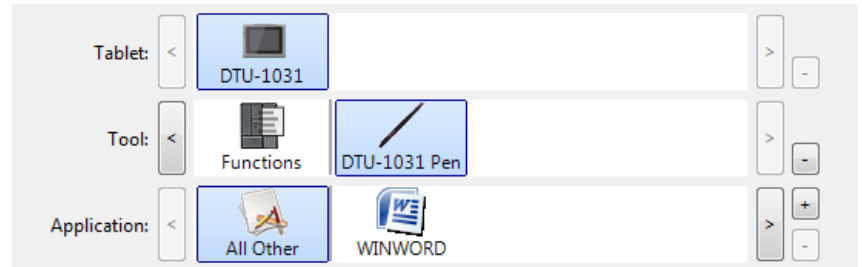 Tablet: < DTU-1031 > -
Tool: < Functions DTU-1031 Pen > -
Application: < All Other WINWORD > + -